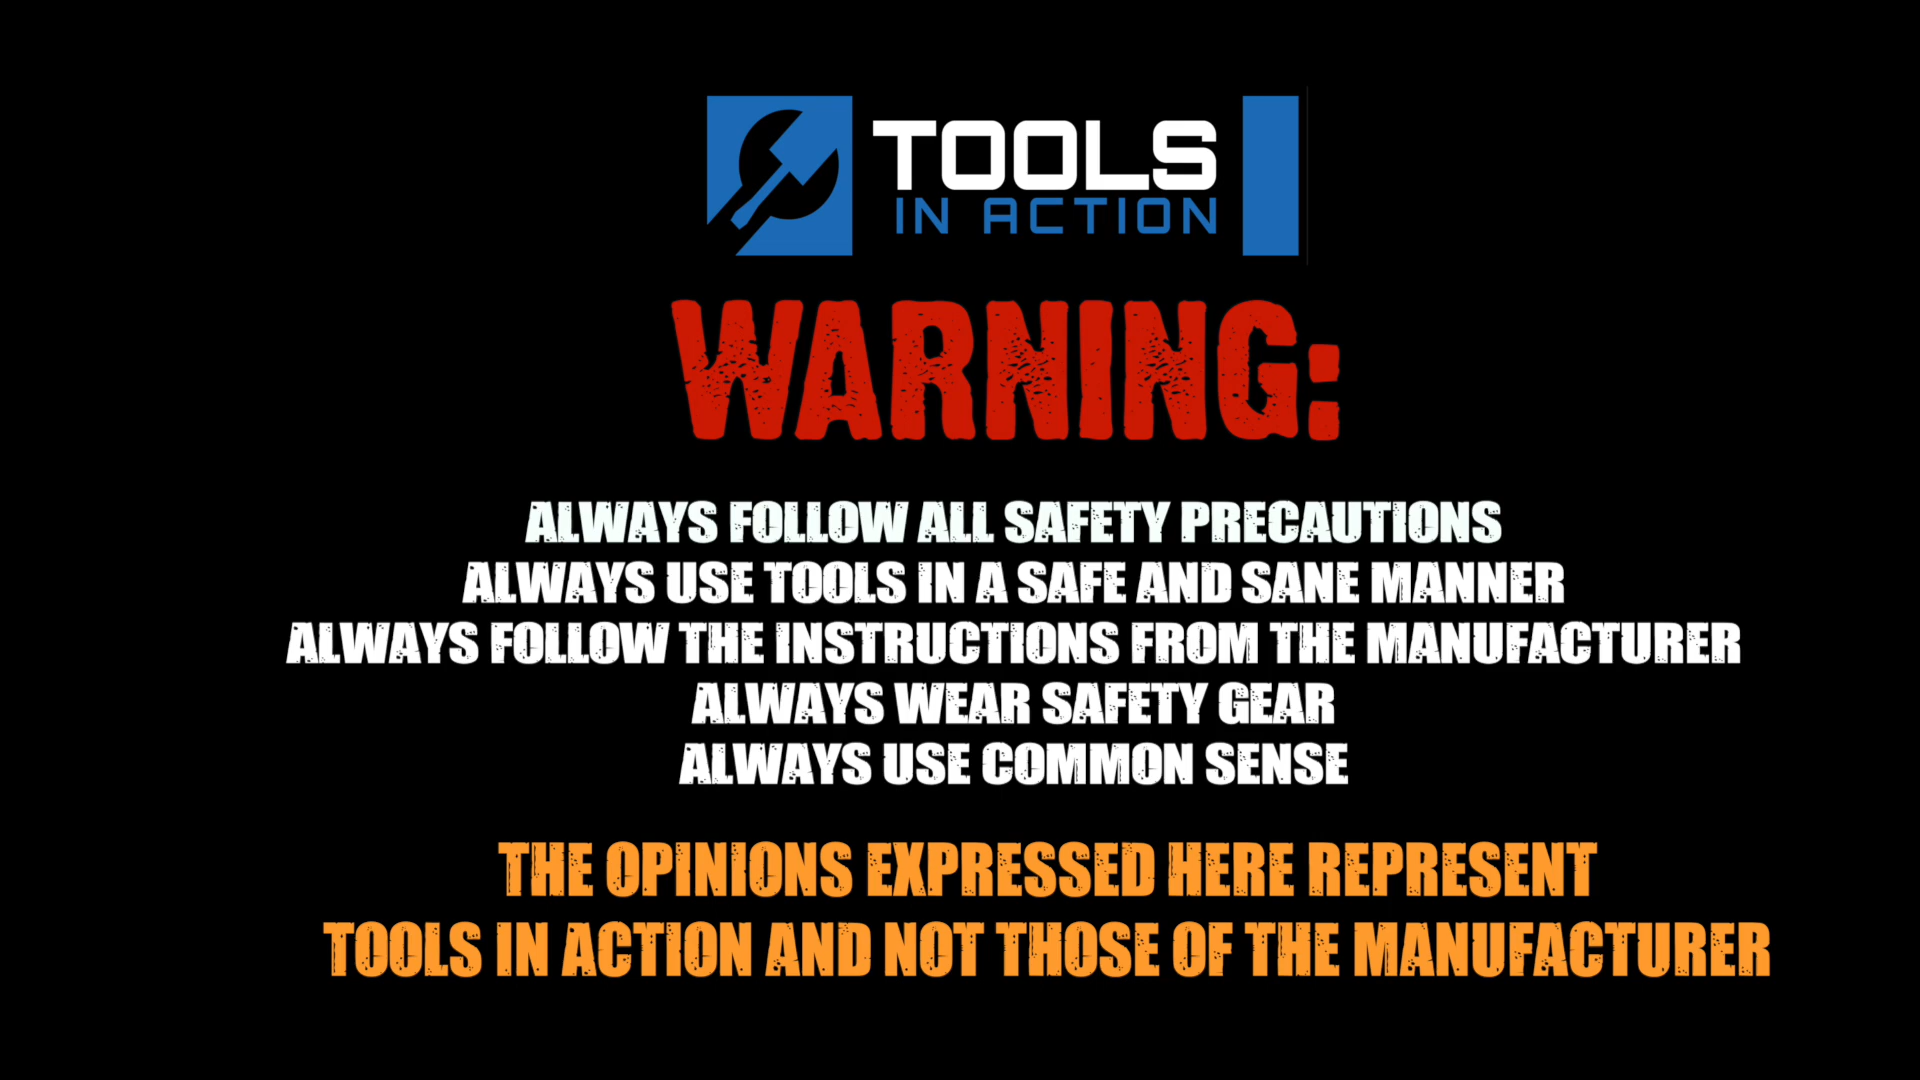 TOOLS
IN ACTION
WARNING:
ALWAYS FOLLOW ALL SAFETY PRECAUTIONS
ALWAYS USE TOOLS IN A SAFE AND SANE MANNER
ALWAYS FOLLOW THE INSTRUCTIONS FROM THE MANUFACTURER
ALWAYS WEAR SAFETY GEAR
ALWAYS USE COMMON SENSE
THE OPINIONS EXPRESSED HERE REPRESENT
TOOLS IN ACTION AND NOT THOSE OF THE MANUFACTURER